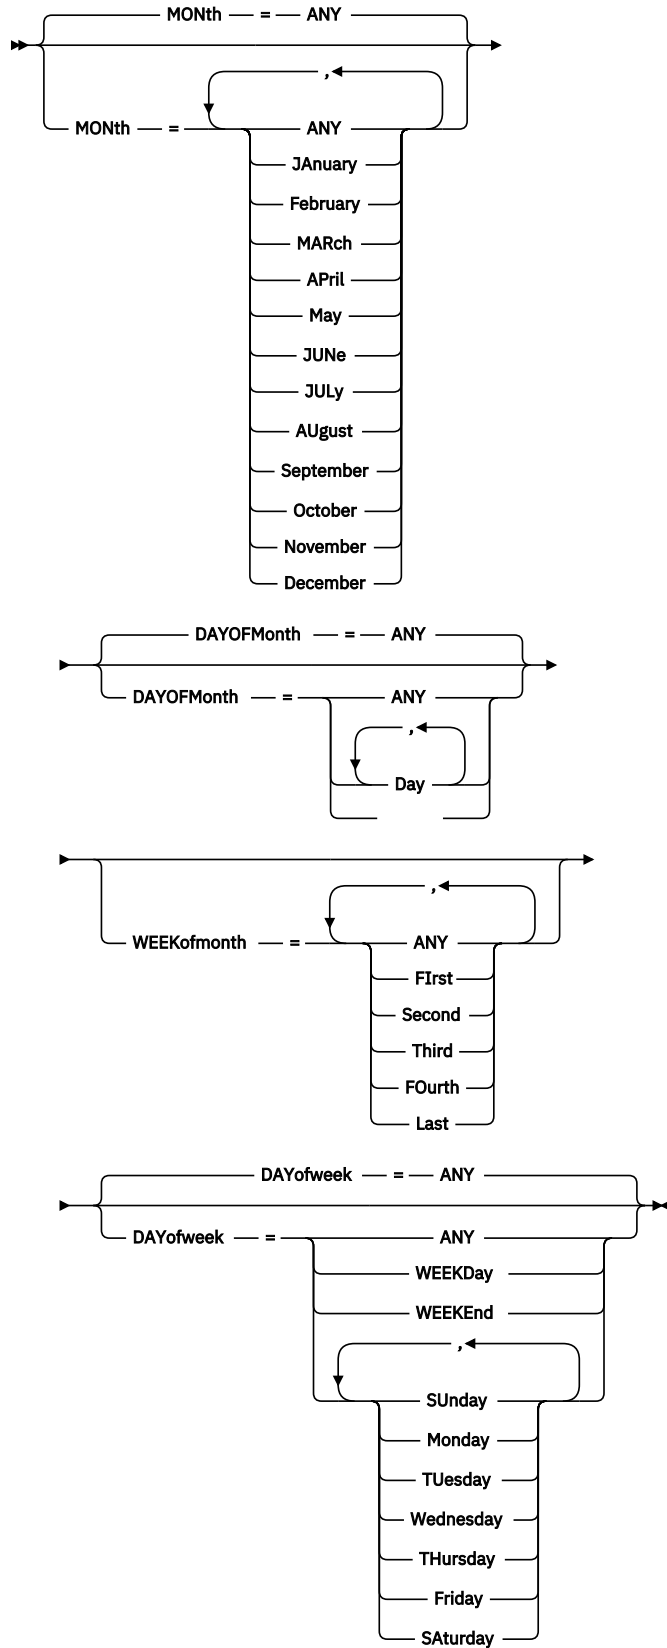 MONth = ANY
,
MONth = ANY
JAnuary
February
MARch
APril
May
JUNe
JULy
AUgust
September
October
November
December
DAYOFMonth = ANY
DAYOFMonth = ANY
,
Day
,
WEEKofmonth = ANY
FIrst
Second
Third
FOurth
Last
DAYofweek = ANY
DAYofweek = ANY
WEEKDay
WEEKEnd
,
SUnday
Monday
TUesday
Wednesday
THursday
Friday
SAturday